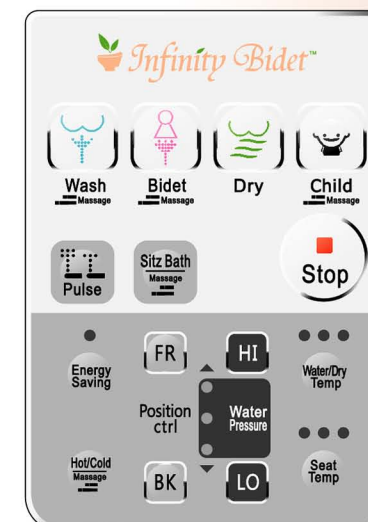 Infinity Bidet™
Wash Bidet Dry Child
Massage Massage Massage
Pulse
Sitz Bath
Massage
Stop
FR HI
Energy
Saving
Water/Dry
Temp
Position
ctrl
Water
Pressure
Hot/Cold
Massage
BK LO
Seat
Temp